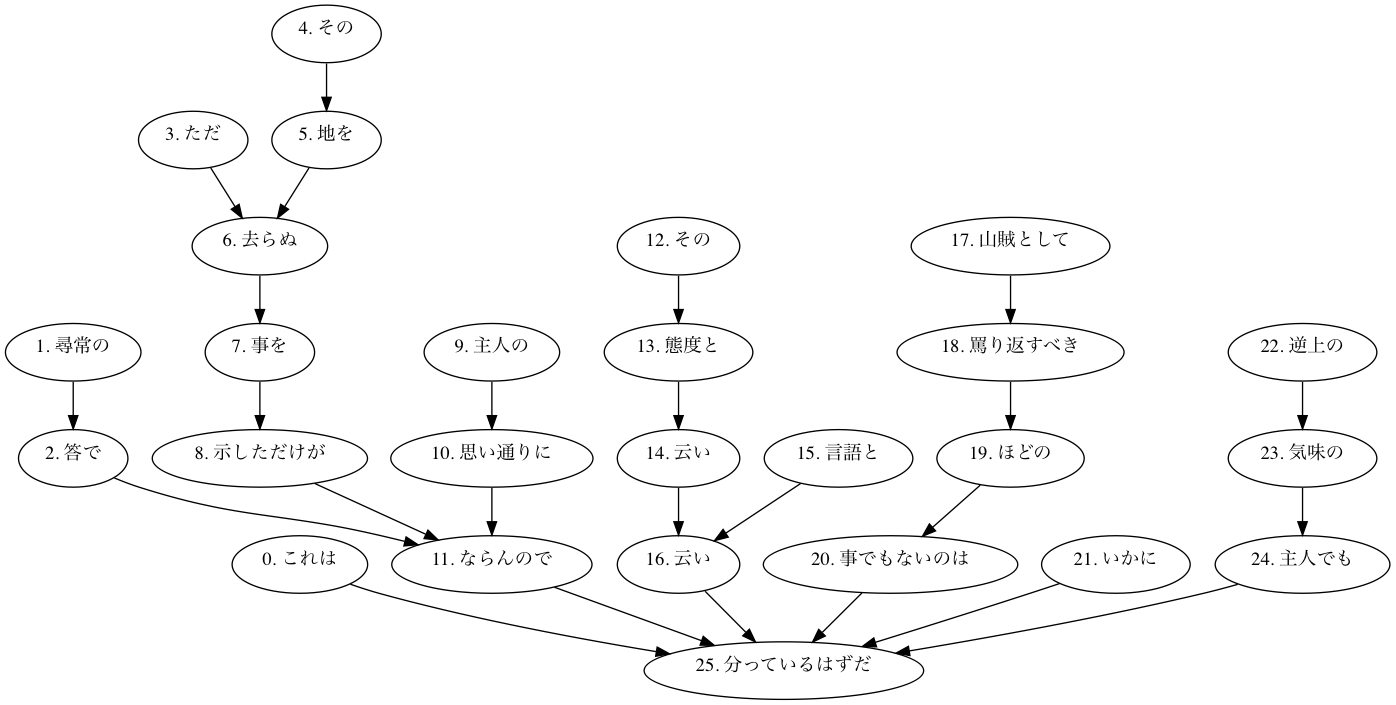 4. その
3. ただ
5. 地を
6. 去らぬ
12. その
17. 山賊として
1. 尋常の
7. 事を
9. 主人の
13. 態度と
18. 罵り返すべき
22. 逆上の
2. 答で
8. 示しただけが
10. 思い通りに
14. 云い
15. 言語と
19. ほどの
23. 気味の
0. これは
11. ならんので
16. 云い
20. 事でもないのは
21. いかに
24. 主人でも
25. 分っているはずだ